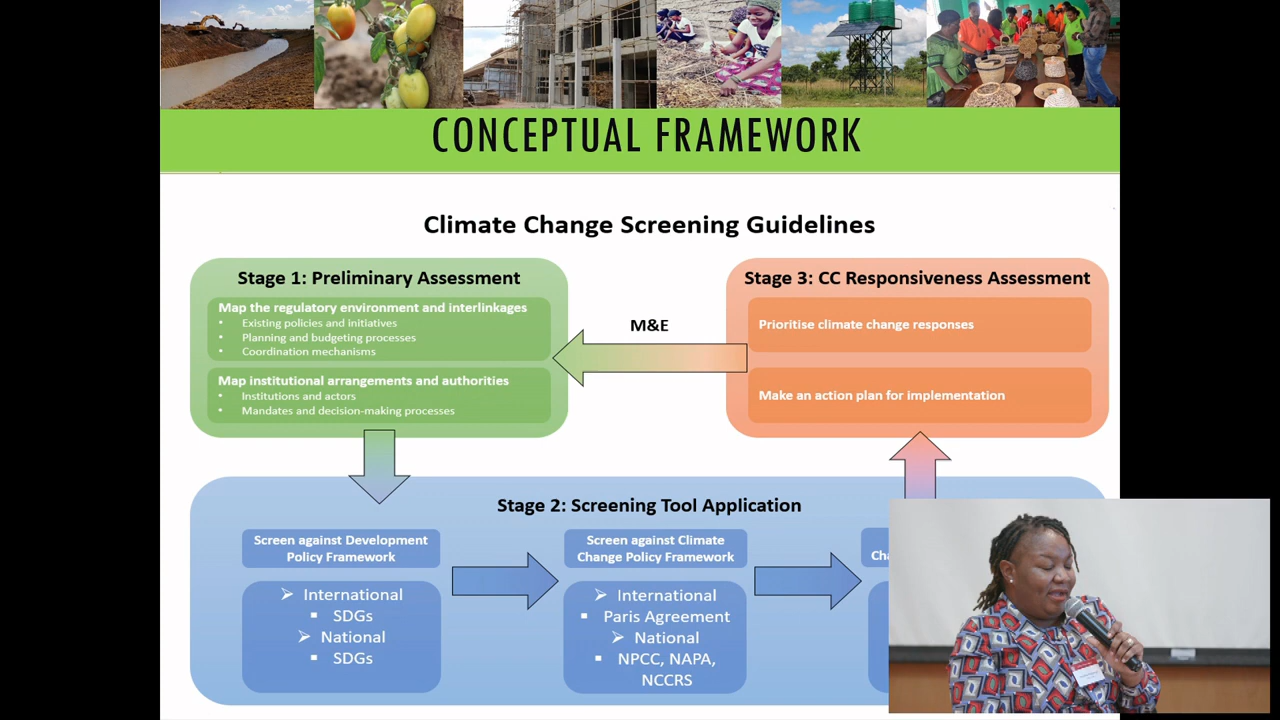 CONCEPTUAL FRAMEWORK
Climate Change Screening Guidelines
Stage 1: Preliminary Assessment
Map the regulatory environment and interlinkages
• Existing policies and initiatives
• Planning and budgeting processes
• Coordination mechanisms
Map institutional arrangements and authorities
• Institutions and actors
• Mandates and decision-making processes
M&E
Stage 3: CC Responsiveness Assessment
Prioritise climate change responses
Make an action plan for implementation
Stage 2: Screening Tool Application
Screen against Development
Policy Framework
➢ International
▪ SDGs
➢ National
▪ SDGs
Screen against Climate
Change Policy Framework
➢ International
▪ Paris Agreement
➢ National
▪ NPCC, NAPA,
NCCRS